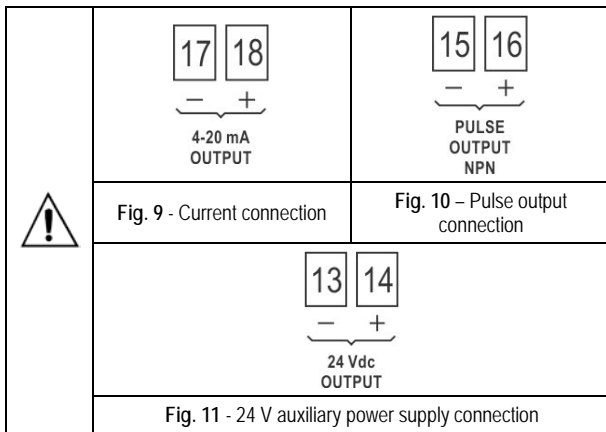 17 18
− +
4-20 mA
OUTPUT
Fig. 9 - Current connection
15 16
− +
PULSE
OUTPUT
NPN
Fig. 10 – Pulse output
connection
13 14
− +
24 Vdc
OUTPUT
Fig. 11 - 24 V auxiliary power supply connection